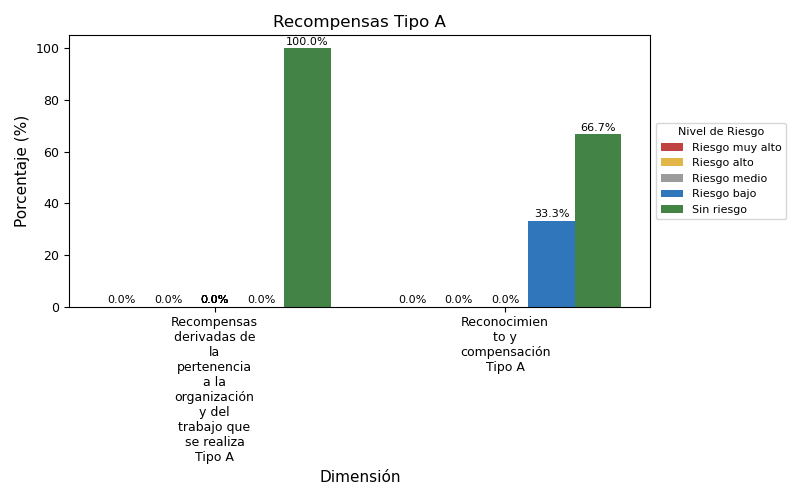 Recompensas Tipo A
Porcentaje (%)
100
80
60
40
20
0
0.0%
0.0%
0.0%
0.0%
100.0%
0.0%
0.0%
0.0%
33.3%
66.7%
Recompensas
derivadas de
la
pertenencia
a la
organización
y del
trabajo que
se realiza
Tipo A
Reconocimien
to y
compensación
Tipo A
Dimensión
Nivel de Riesgo
Riesgo muy alto
Riesgo alto
Riesgo medio
Riesgo bajo
Sin riesgo